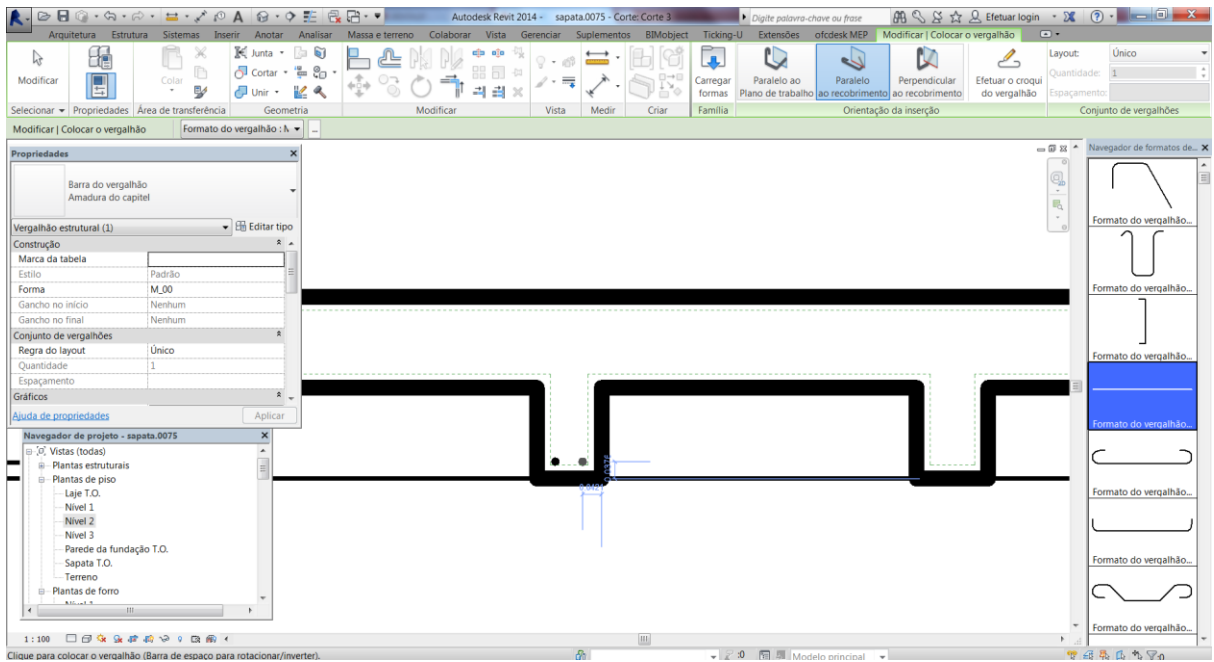 Autodesk Revit 2014 - sapata.0075 - Corte: Corte 3
Digite palavra-chave ou frase
Efetuar login
Arquitetura Estrutura Sistemas Inserir Anotar Analisar Massa e terreno Colaborar Vista Gerenciar Suplementos BIMobject Ticking-U Extensões ofcdesk MEP Modificar | Colocar o vergalhão
Modificar
Colar
Junta
Cortar
Unir
Carregar formas
Paralelo ao Plano de trabalho
Paralelo ao recobrimento
Perpendicular ao recobrimento
Efetuar o croqui do vergalhão
Layout: Único
Quantidade: 1
Espaçamento:
Selecionar Propriedades Área de transferência Geometria Modificar Vista Medir Criar Família Orientação da inserção Conjunto de vergalhões
Modificar | Colocar o vergalhão
Formato do vergalhão : M
Propriedades
Barra do vergalhão
Amadura do capitel
Vergalhão estrutural (1)
Editar tipo
Construção
Marca da tabela
Estilo Padrão
Forma M_00
Gancho no início Nenhum
Gancho no final Nenhum
Conjunto de vergalhões
Regra do layout Único
Quantidade 1
Espaçamento
Gráficos
Ajuda de propriedades
Aplicar
Navegador de projeto - sapata.0075
Vistas (todas)
Plantas estruturais
Plantas de piso
Laje T.O.
Nível 1
Nível 2
Nível 3
Parede da fundação T.O.
Sapata T.O.
Terreno
Plantas de forro
Nível 1
0.0376
Navegador de formatos de...
Formato do vergalhão...
Formato do vergalhão...
Formato do vergalhão...
Formato do vergalhão...
Formato do vergalhão...
Formato do vergalhão...
Formato do vergalhão...
1 : 100
Clique para colocar o vergalhão (Barra de espaço para rotacionar/inverter).
:0
Modelo principal
:0